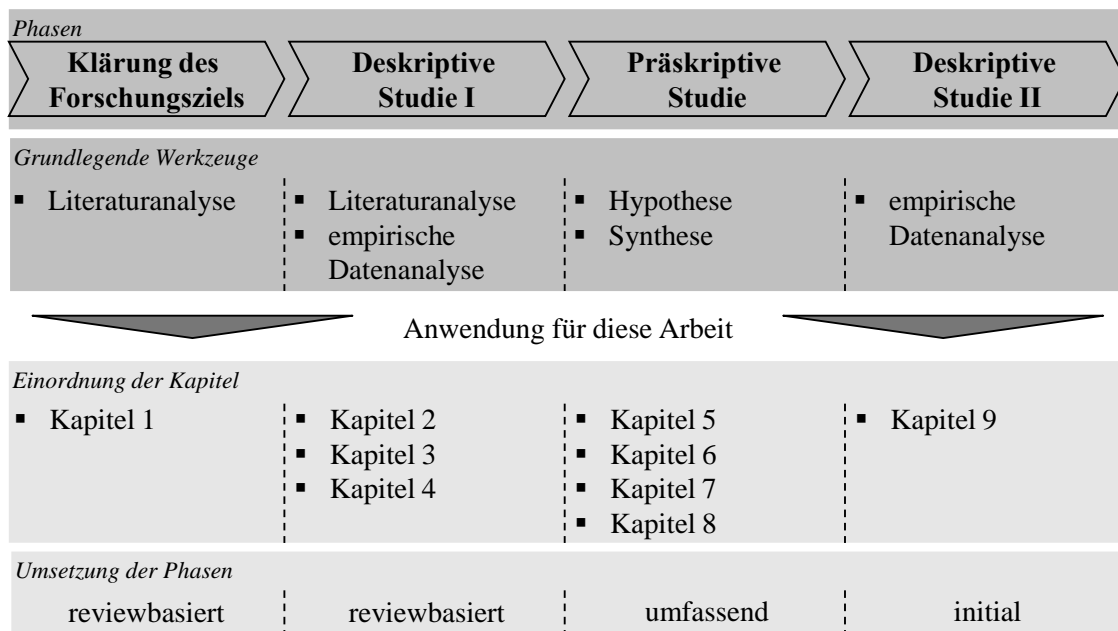 Phasen
Klärung des
Forschungsziels
Deskriptive
Studie I
Präskriptive
Studie
Deskriptive
Studie II
Grundlegende Werkzeuge
▪ Literaturanalyse
▪ Literaturanalyse
▪ empirische
Datenanalyse
▪ Hypothese
▪ Synthese
▪ empirische
Datenanalyse
Anwendung für diese Arbeit
Einordnung der Kapitel
▪ Kapitel 1
▪ Kapitel 2
▪ Kapitel 3
▪ Kapitel 4
▪ Kapitel 5
▪ Kapitel 6
▪ Kapitel 7
▪ Kapitel 8
▪ Kapitel 9
Umsetzung der Phasen
reviewbasiert
reviewbasiert
umfassend
initial